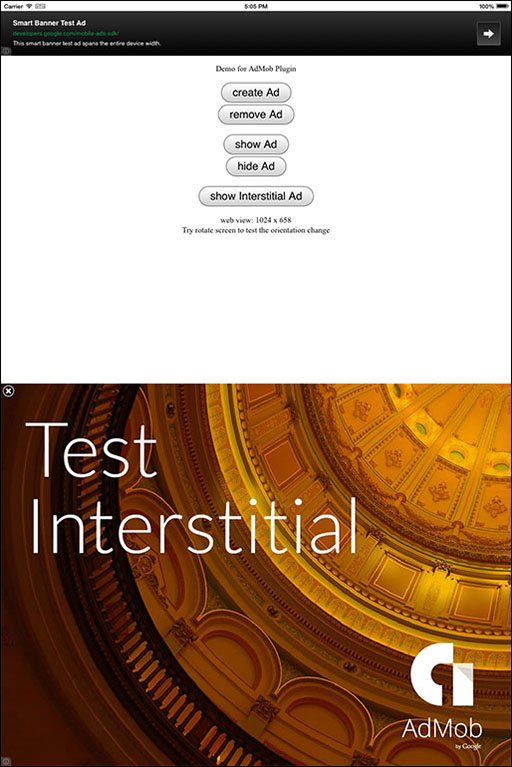 Carrier 5:05 PM 100%
Smart Banner Test Ad
developers.google.com/mobile-ads-sdk/
This smart banner test ad spans the entire device width.
Demo for AdMob Plugin
create Ad
remove Ad
show Ad
hide Ad
show Interstitial Ad
web view: 1024 x 658
Try rotate screen to test the orientation change
Test
Interstitial
AdMob
by Google